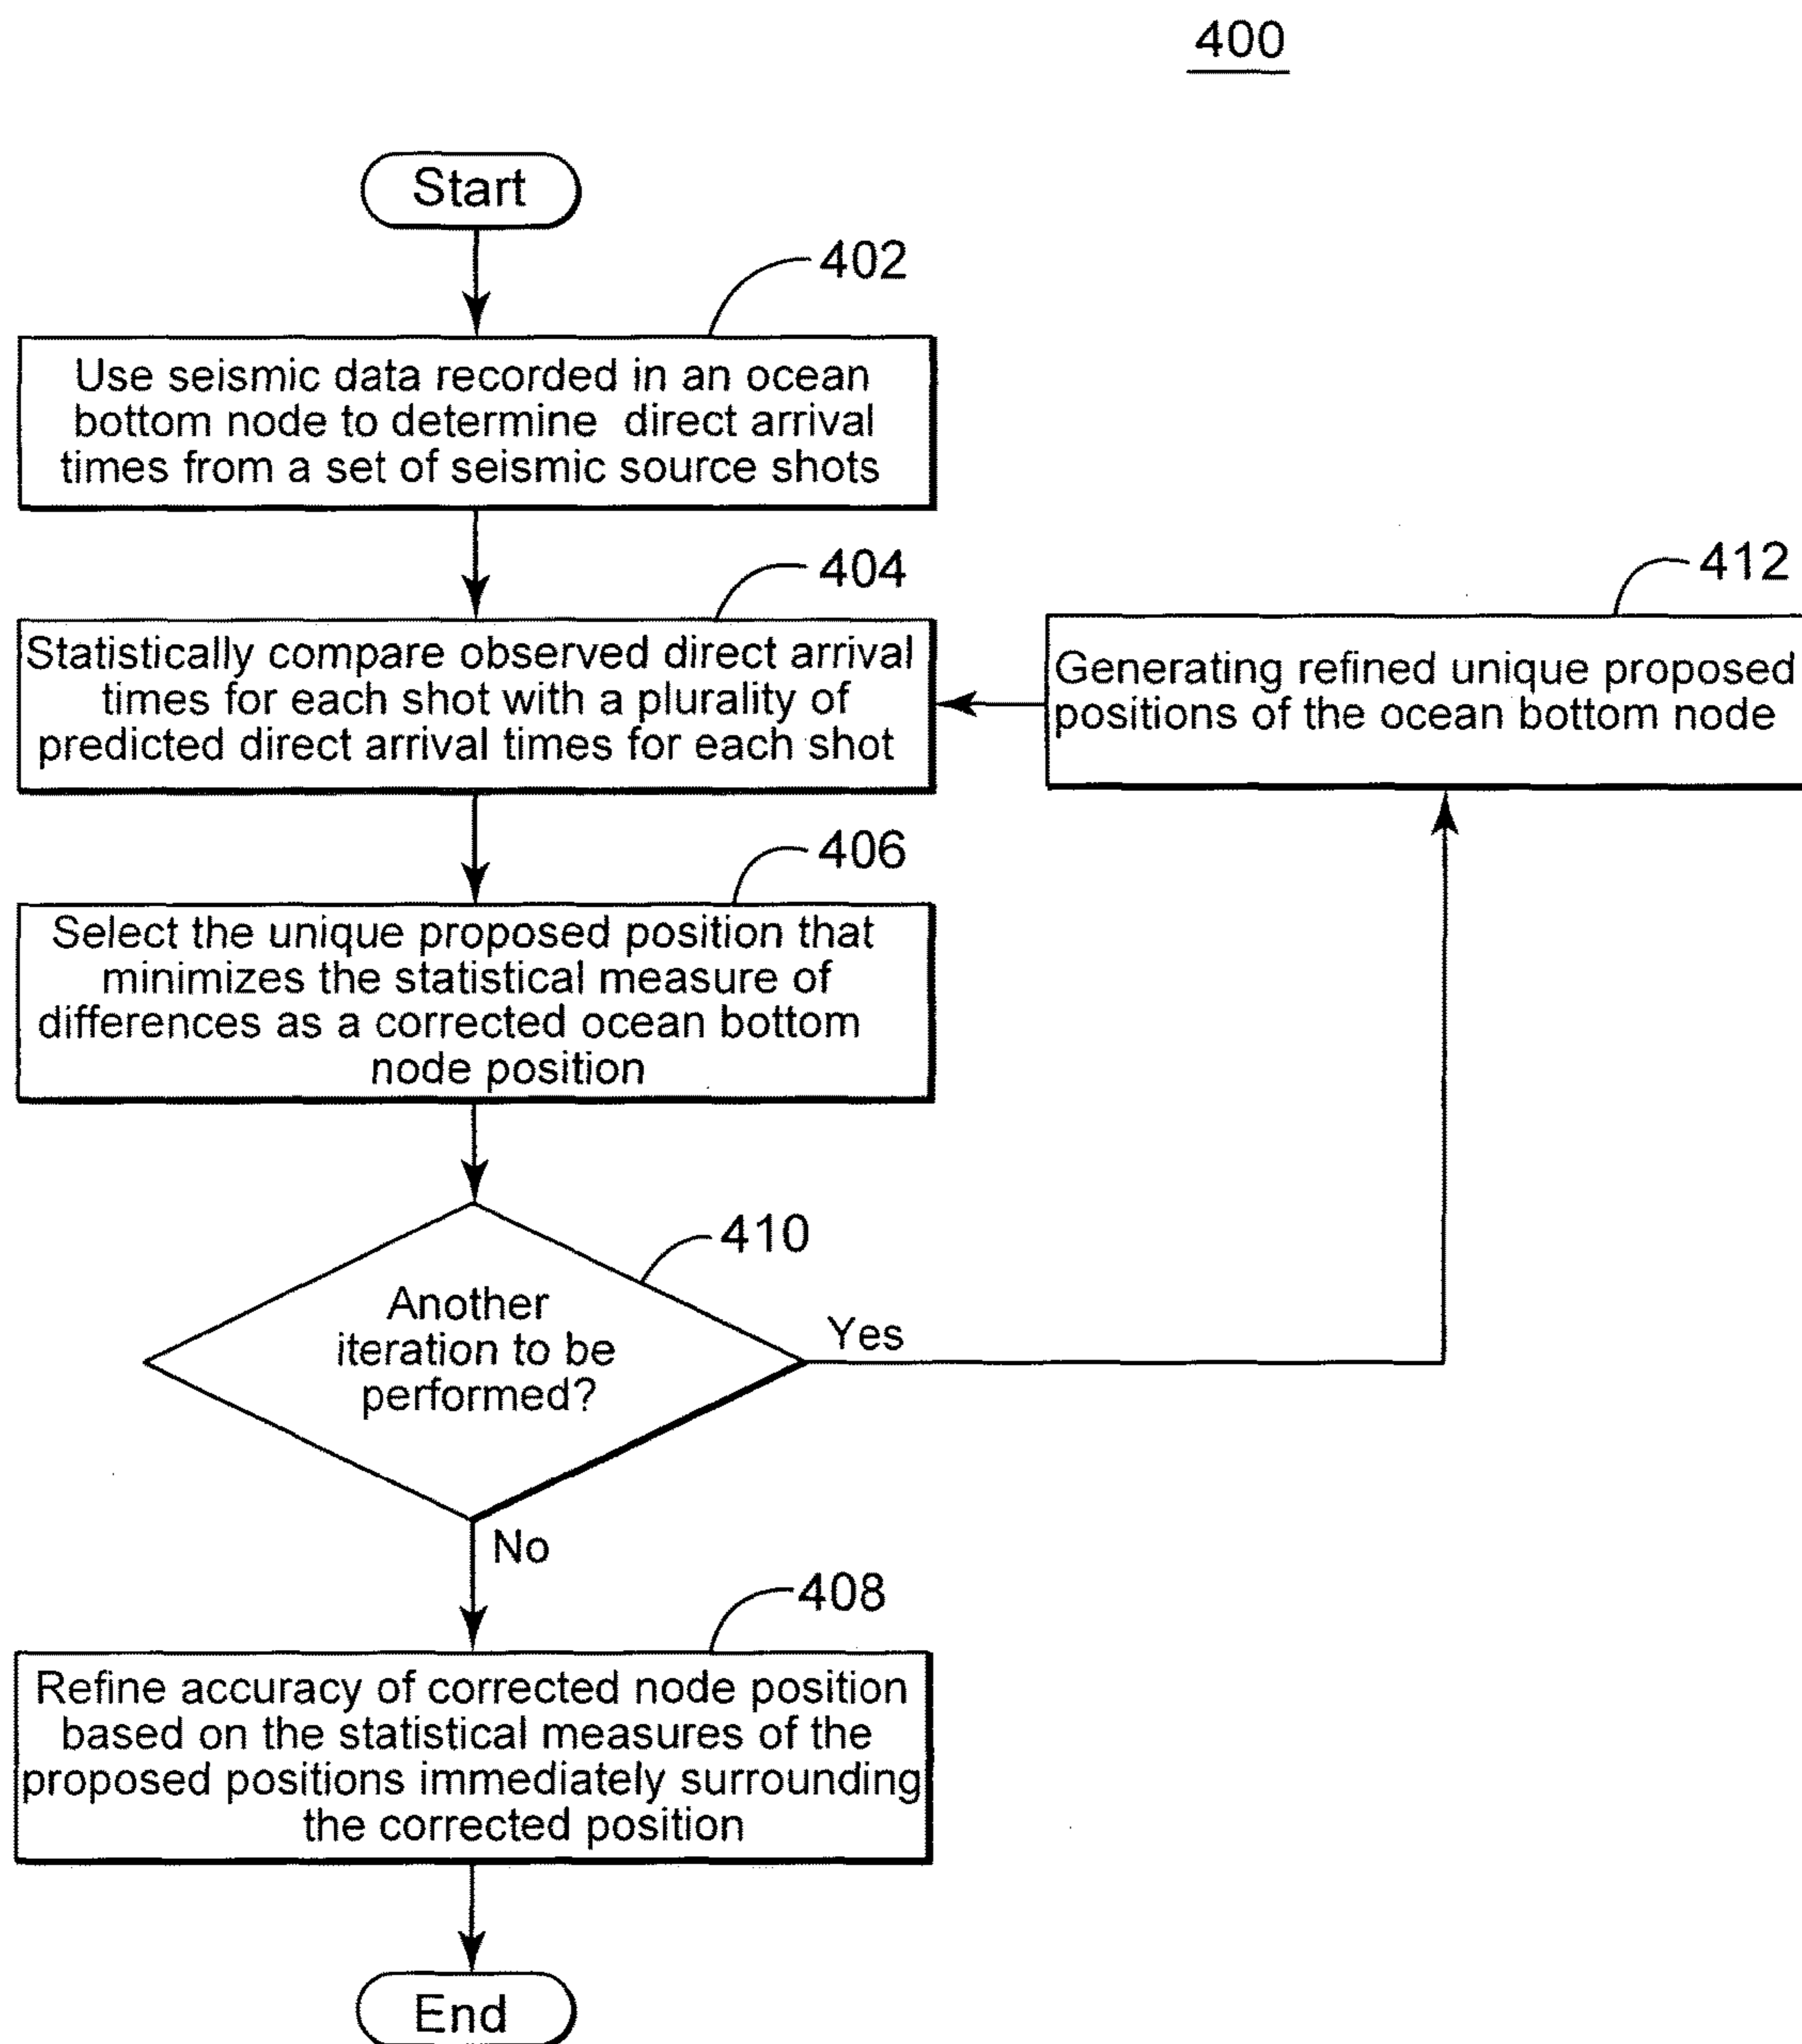 400
Start
402
Use seismic data recorded in an ocean
bottom node to determine direct arrival
times from a set of seismic source shots
404
Statistically compare observed direct arrival
times for each shot with a plurality of
predicted direct arrival times for each shot
412
Generating refined unique proposed
positions of the ocean bottom node
406
Select the unique proposed position that
minimizes the statistical measure of
differences as a corrected ocean bottom
node position
410
Another
iteration to be
performed?
Yes
No
408
Refine accuracy of corrected node position
based on the statistical measures of the
proposed positions immediately surrounding
the corrected position
End